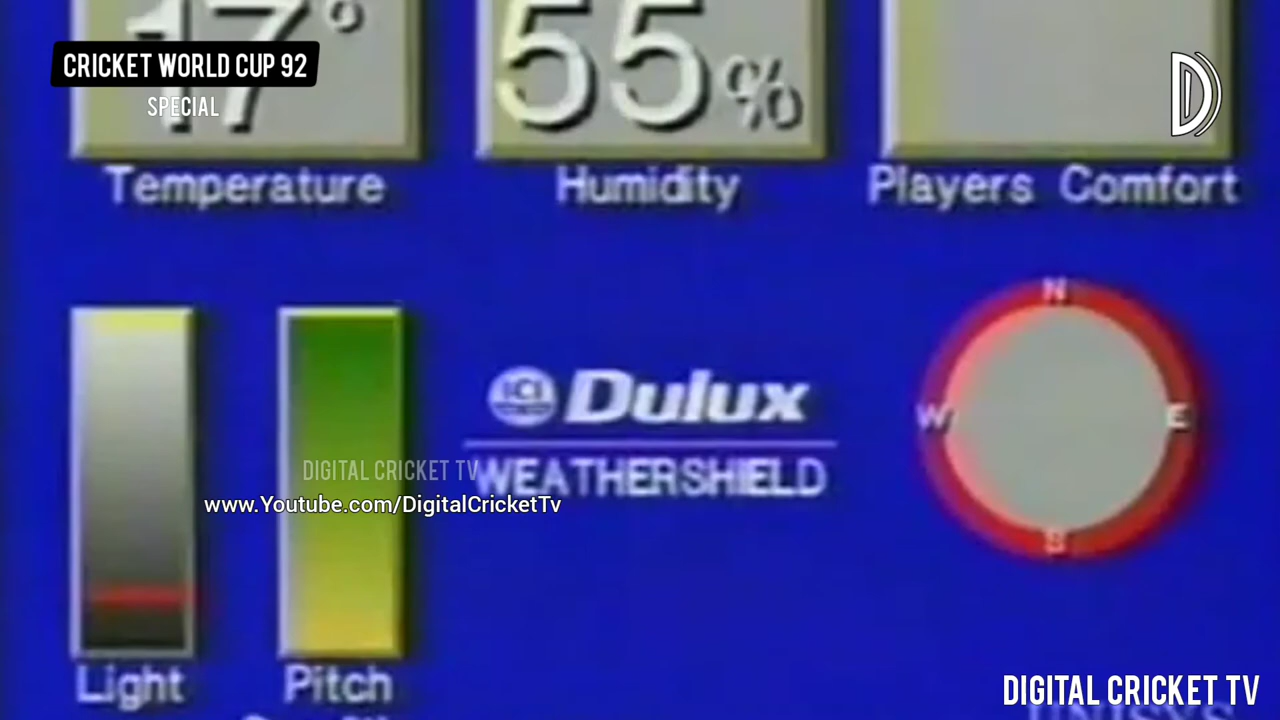 17°
55%
CRICKET WORLD CUP 92
SPECIAL
Temperature
Humidity
Players Comfort
N
W
E
S
ICI Dulux
WEATHERSHIELD
DIGITAL CRICKET TV
www.Youtube.com/DigitalCricketTv
Light
Pitch
DIGITAL CRICKET TV